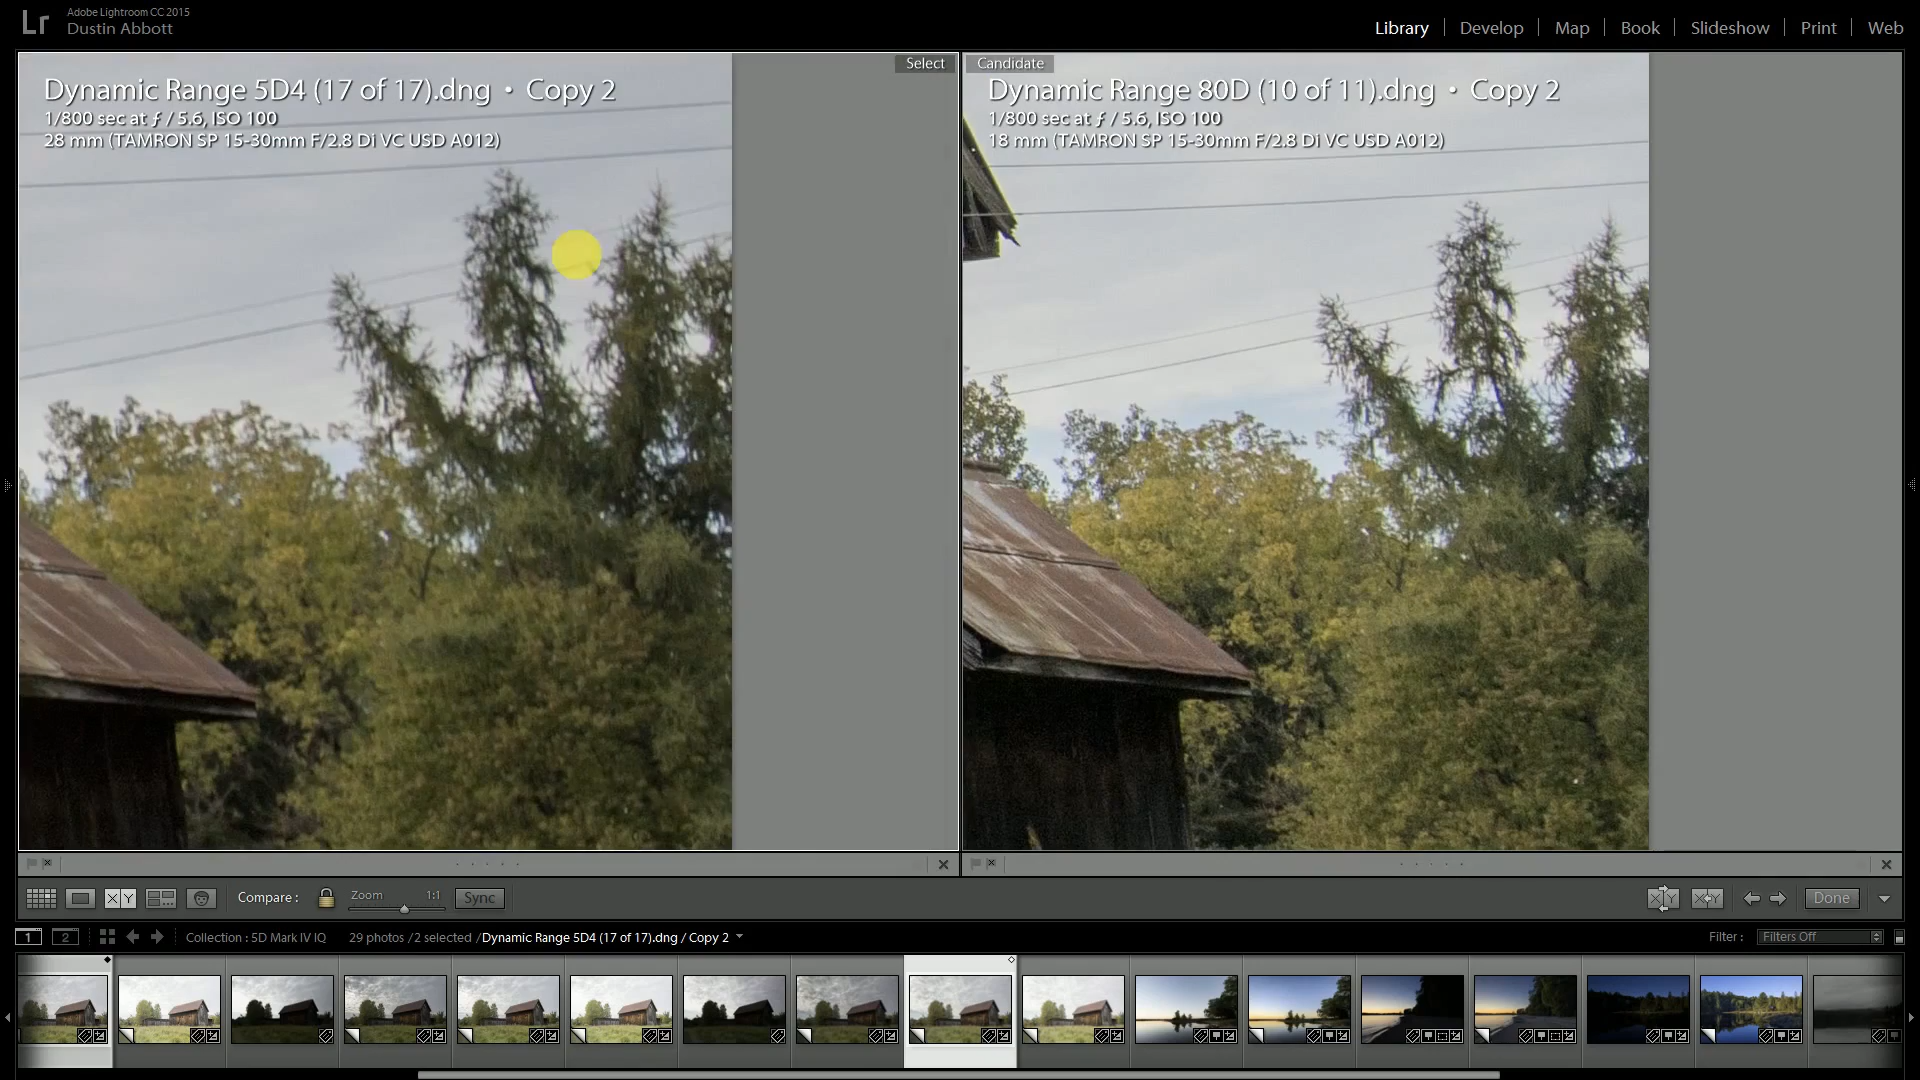 Lr
Adobe Lightroom CC 2015
Dustin Abbott
Library Develop Map Book Slideshow Print Web
Select
Dynamic Range 5D4 (17 of 17).dng • Copy 2
1/800 sec at ƒ / 5.6, ISO 100
28 mm (TAMRON SP 15-30mm F/2.8 Di VC USD A012)
Candidate
Dynamic Range 80D (10 of 11).dng • Copy 2
1/800 sec at ƒ / 5.6, ISO 100
18 mm (TAMRON SP 15-30mm F/2.8 Di VC USD A012)
XY
Compare :
Zoom 1:1
Sync
Done
1 2
Collection : 5D Mark IV IQ
29 photos /2 selected /Dynamic Range 5D4 (17 of 17).dng / Copy 2
Filter : Filters Off